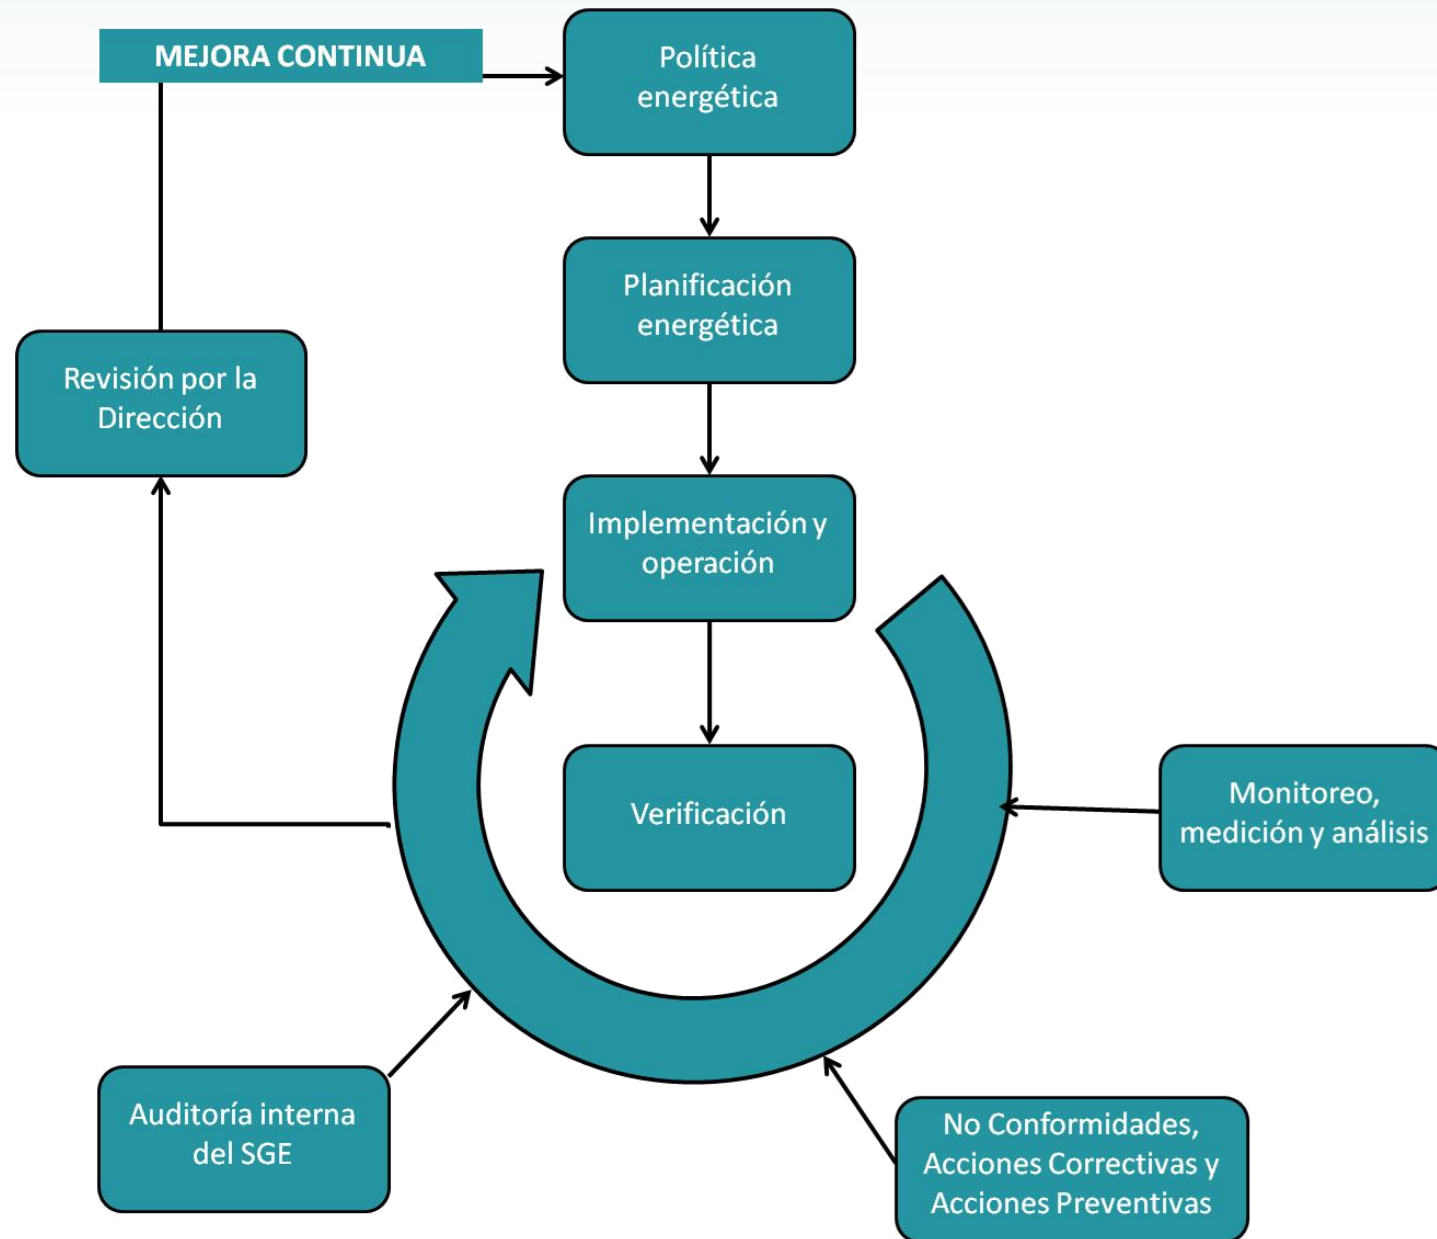 MEJORA CONTINUA
Política
energética
Planificación
energética
Revisión por la
Dirección
Implementación y
operación
Verificación
Monitoreo,
medición y análisis
Auditoría interna
del SGE
No Conformidades,
Acciones Correctivas y
Acciones Preventivas